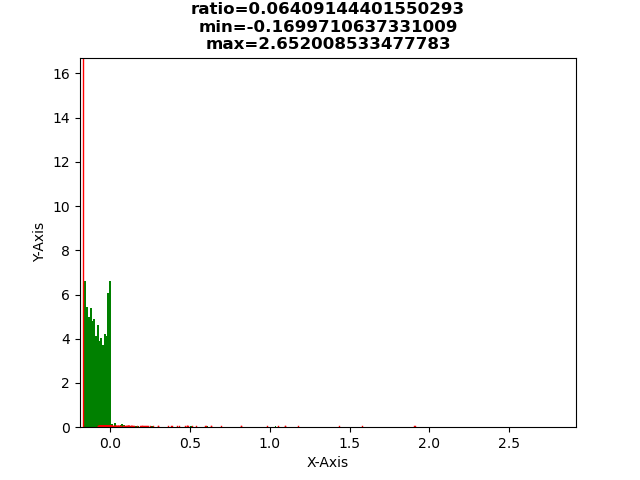 ratio=0.06409144401550293
min=-0.1699710637331009
max=2.652008533477783
16
14
12
10
8
6
4
2
0
Y-Axis
0.0 0.5 1.0 1.5 2.0 2.5
X-Axis